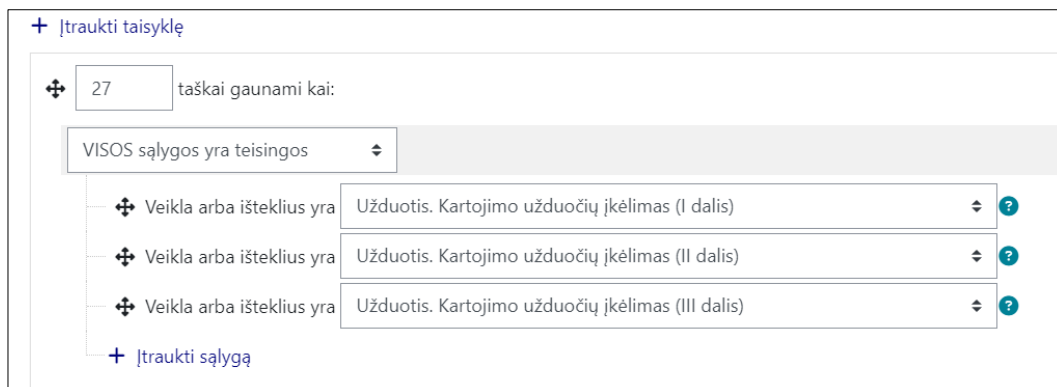 + Įtraukti taisyklę
27 taškai gaunami kai:
VISOS sąlygos yra teisingos
Veikla arba išteklius yra Užduotis. Kartojimo užduočių įkėlimas (I dalis) ?
Veikla arba išteklius yra Užduotis. Kartojimo užduočių įkėlimas (II dalis) ?
Veikla arba išteklius yra Užduotis. Kartojimo užduočių įkėlimas (III dalis) ?
+ Įtraukti sąlygą